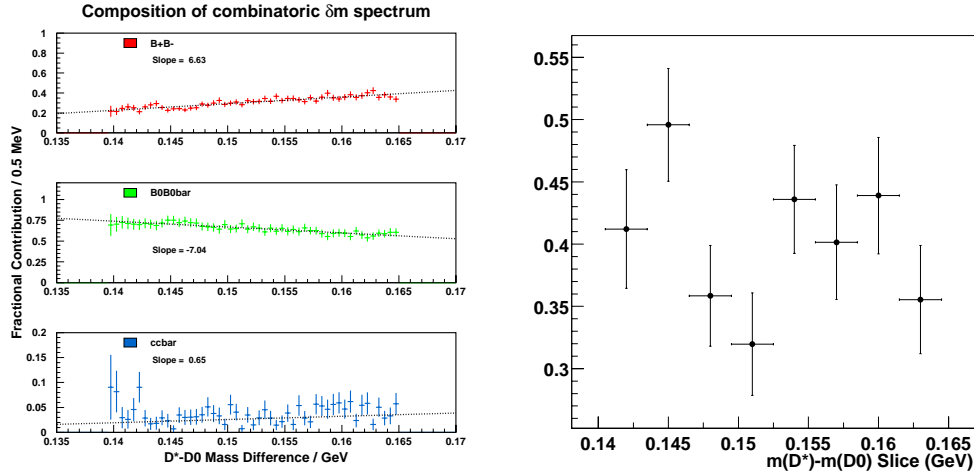 Composition of combinatoric δm spectrum
Fractional Contribution / 0.5 MeV
1
0.8
0.6
0.4
0.2
0
B+B-
Slope = 6.63
0.135 0.14 0.145 0.15 0.155 0.16 0.165 0.17
1
0.75
0.5
0.25
0
B0B0bar
Slope = -7.04
0.135 0.14 0.145 0.15 0.155 0.16 0.165 0.17
0.2
0.15
0.1
0.05
0
ccbar
Slope = 0.65
0.135 0.14 0.145 0.15 0.155 0.16 0.165 0.17
D*-D0 Mass Difference / GeV
0.55
0.5
0.45
0.4
0.35
0.3
0.14 0.145 0.15 0.155 0.16 0.165
m(D*)-m(D0) Slice (GeV)